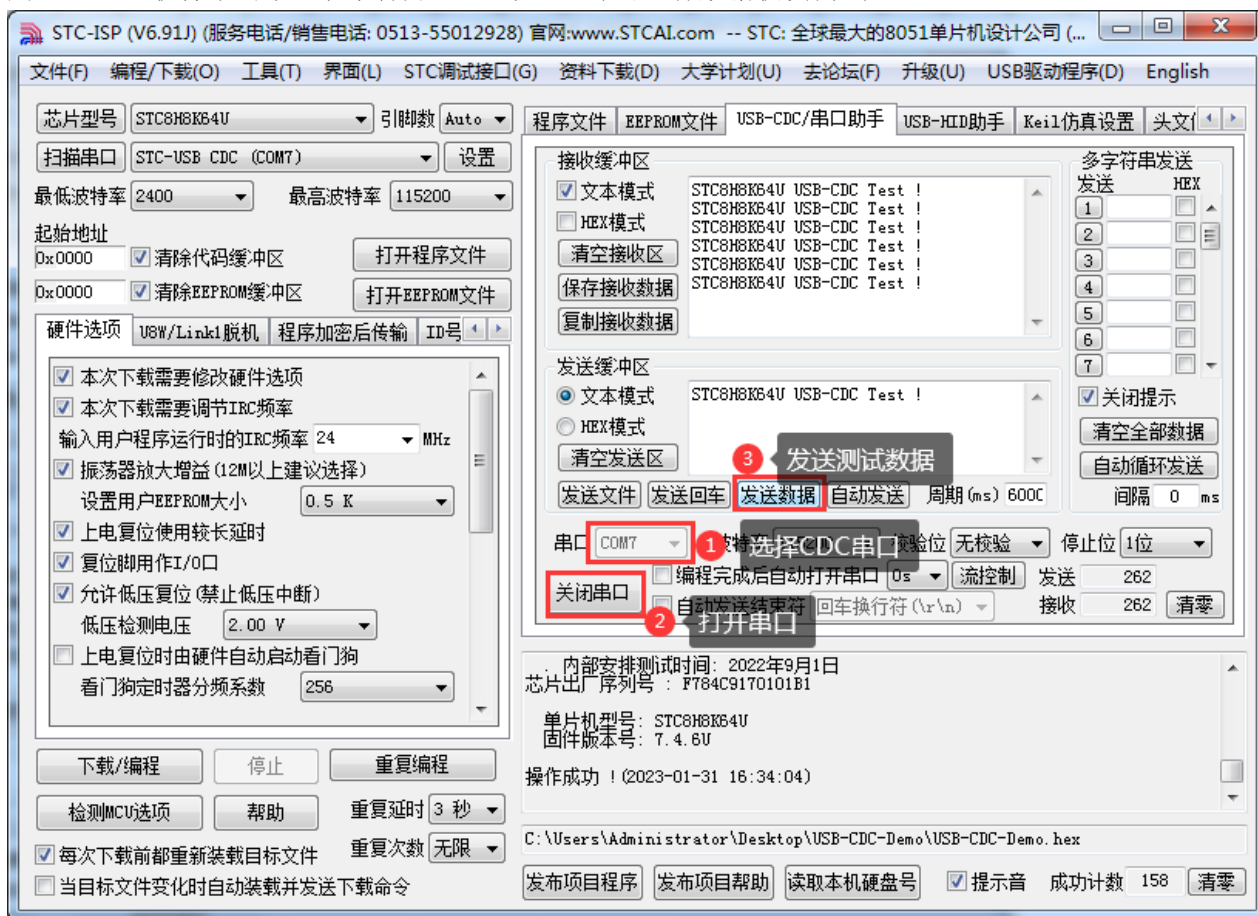 STC-ISP (V6.91J) (服务电话/销售电话: 0513-55012928) 官网:www.STCAI.com -- STC: 全球最大的8051单片机设计公司 (...
文件(F) 编程/下载(O) 工具(T) 界面(L) STC调试接口(G) 资料下载(D) 大学计划(U) 去论坛(F) 升级(U) USB驱动程序(D) English
芯片型号 STC8H8K64U 引脚数 Auto
扫描串口 STC-USB CDC (COM7) 设置
最低波特率 2400 最高波特率 115200
起始地址
0x0000 清除代码缓冲区 打开程序文件
0x0000 清除EEPROM缓冲区 打开EEPROM文件
硬件选项 U8W/Link1脱机 程序加密后传输 ID号
本次下载需要修改硬件选项
本次下载需要调节IRC频率
输入用户程序运行时的IRC频率 24 MHz
振荡器放大增益(12M以上建议选择)
设置用户EEPROM大小 0.5 K
上电复位使用较长延时
复位脚用作I/O口
允许低压复位(禁止低压中断)
低压检测电压 2.00 V
上电复位时由硬件自动启动看门狗
看门狗定时器分频系数 256
下载/编程 停止 重复编程
检测MCU选项 帮助 重复延时 3 秒
每次下载前都重新装载目标文件 重复次数 无限
当目标文件变化时自动装载并发送下载命令
程序文件 EEPROM文件 USB-CDC/串口助手 USB-HID助手 Keil仿真设置 头文
接收缓冲区
文本模式
HEX模式
清空接收区
保存接收数据
复制接收数据
STC8H8K64U USB-CDC Test !
STC8H8K64U USB-CDC Test !
STC8H8K64U USB-CDC Test !
STC8H8K64U USB-CDC Test !
STC8H8K64U USB-CDC Test !
STC8H8K64U USB-CDC Test !
多字符串发送
发送 HEX
1
2
3
4
5
6
7
关闭提示
清空全部数据
自动循环发送
间隔 0 ms
发送缓冲区
文本模式 STC8H8K64U USB-CDC Test !
HEX模式
清空发送区
3 发送测试数据
发送文件 发送回车 发送数据 自动发送 周期(ms) 6000
串口 COM7 1 选择CDC串口 校验位 无校验 停止位 1位
关闭串口 编程完成后自动打开串口 0s 流控制 发送 262
自动发送结束符 回车换行符(\r\n) 接收 262 清零
2 打开串口
. 内部安排测试时间: 2022年9月1日
芯片出厂序列号 : F784C9170101B1
单片机型号: STC8H8K64U
固件版本号: 7.4.6U
操作成功 !(2023-01-31 16:34:04)
C:\Users\Administrator\Desktop\USB-CDC-Demo\USB-CDC-Demo.hex
发布项目程序 发布项目帮助 读取本机硬盘号 提示音 成功计数 158 清零